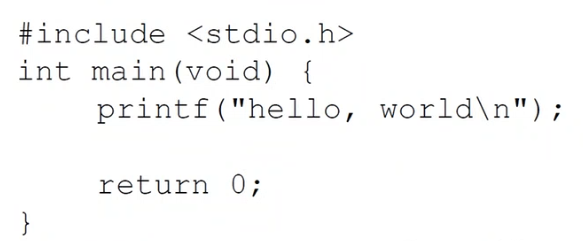 #include <stdio.h>
int main(void) {
    printf("hello, world\n");
    return 0;
}